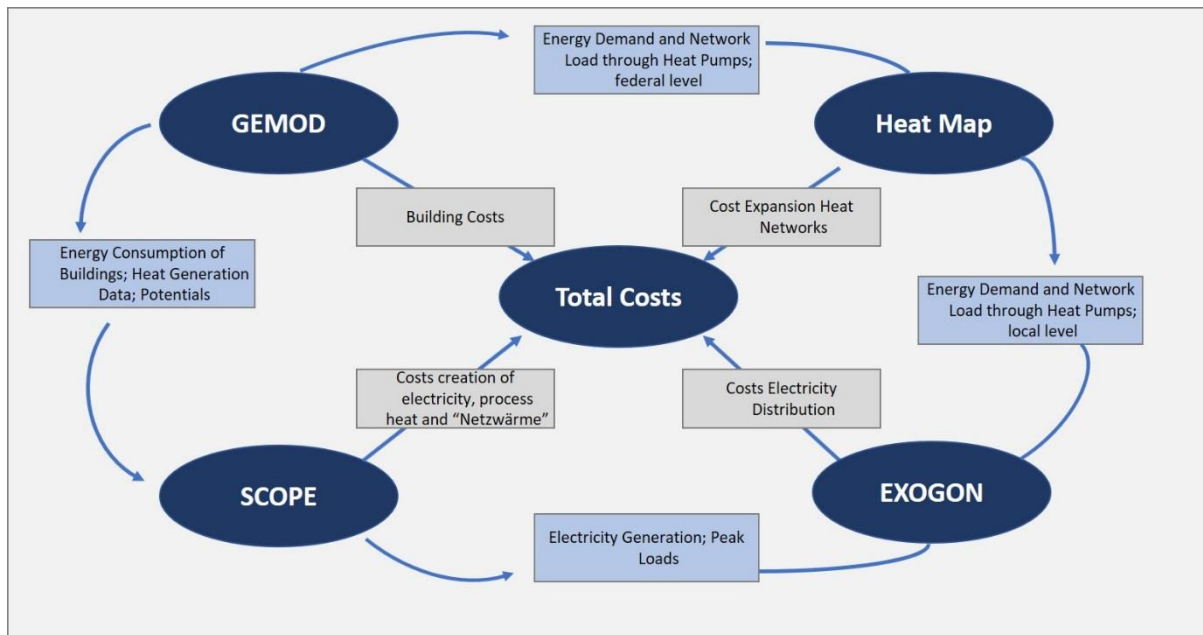 Energy Demand and Network
Load through Heat Pumps;
federal level
GEMOD
Heat Map
Building Costs
Cost Expansion Heat
Networks
Energy Consumption of
Buildings; Heat Generation
Data; Potentials
Total Costs
Energy Demand and Network
Load through Heat Pumps;
local level
Costs creation of
electricity, process
heat and “Netzwärme”
Costs Electricity
Distribution
SCOPE
EXOGON
Electricity Generation; Peak
Loads